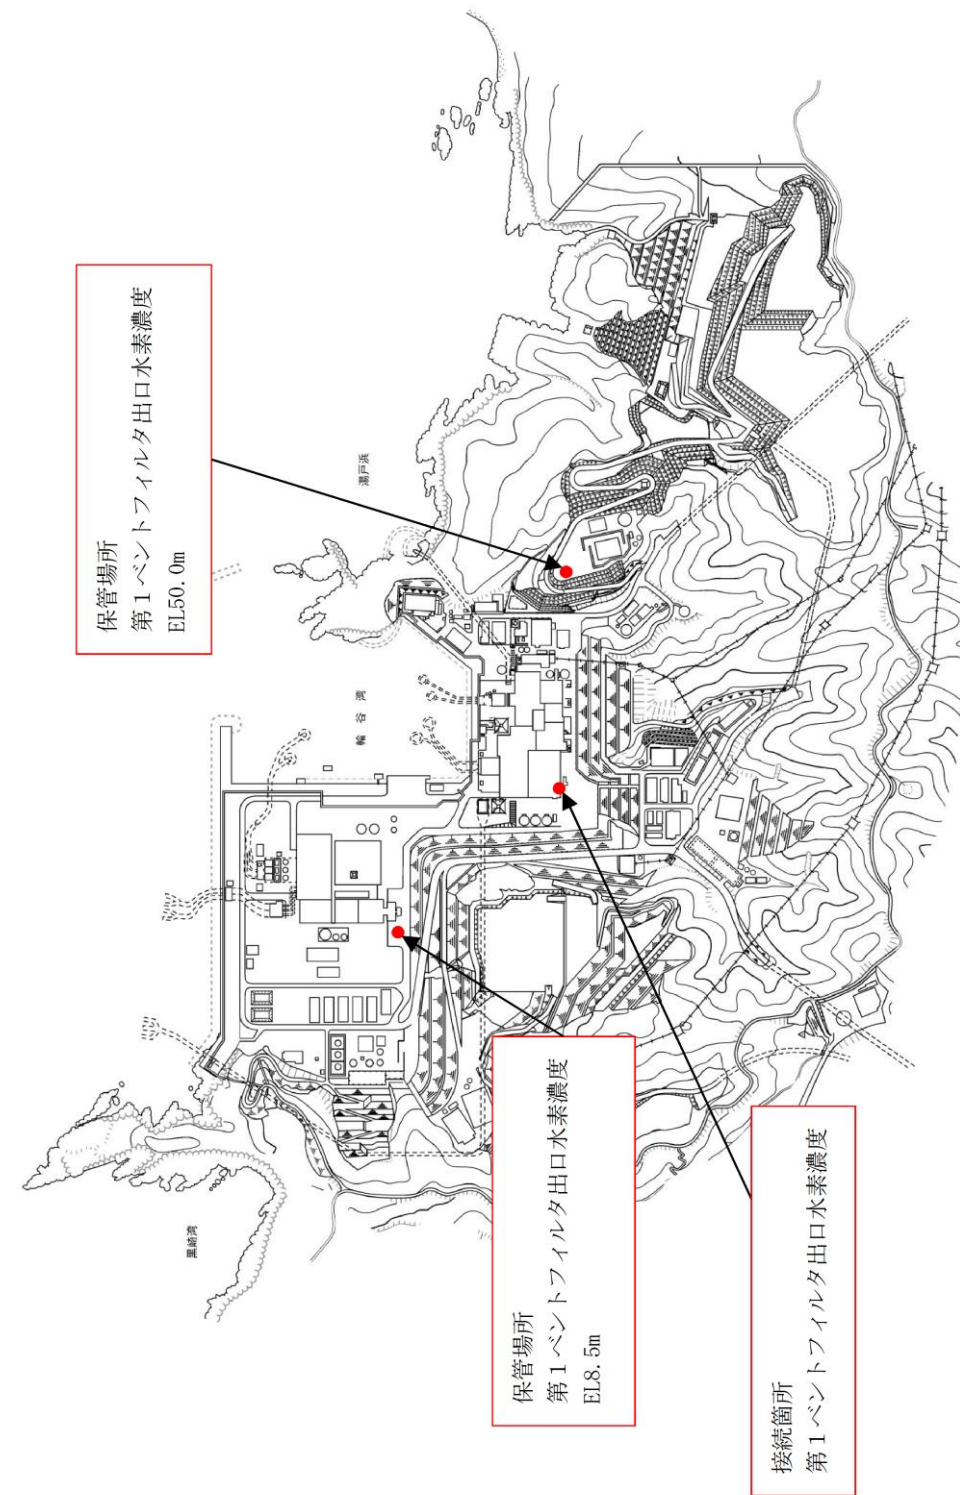 保管場所
第1ベントフィルタ出口水素濃度
EL50.0m
湯戸浜
輪谷湾
保管場所
第1ベントフィルタ出口水素濃度
EL8.5m
黒崎湾
接続箇所
第1ベントフィルタ出口水素濃度